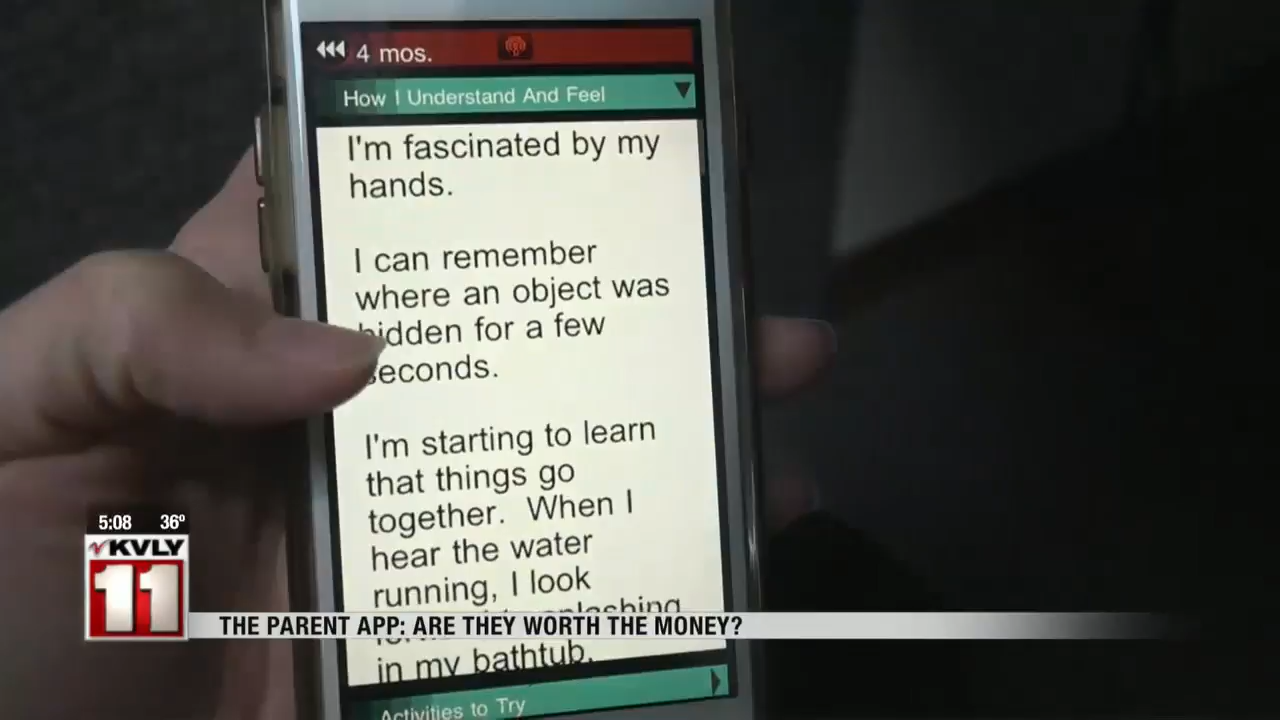 4 mos.
How I Understand And Feel
I'm fascinated by my
hands.
I can remember
where an object was
hidden for a few
seconds.
I'm starting to learn
that things go
together. When I
hear the water
running, I look
splashing
in my bathtub.
Activities to Try
5:08 36º
KVLY
11
THE PARENT APP: ARE THEY WORTH THE MONEY?